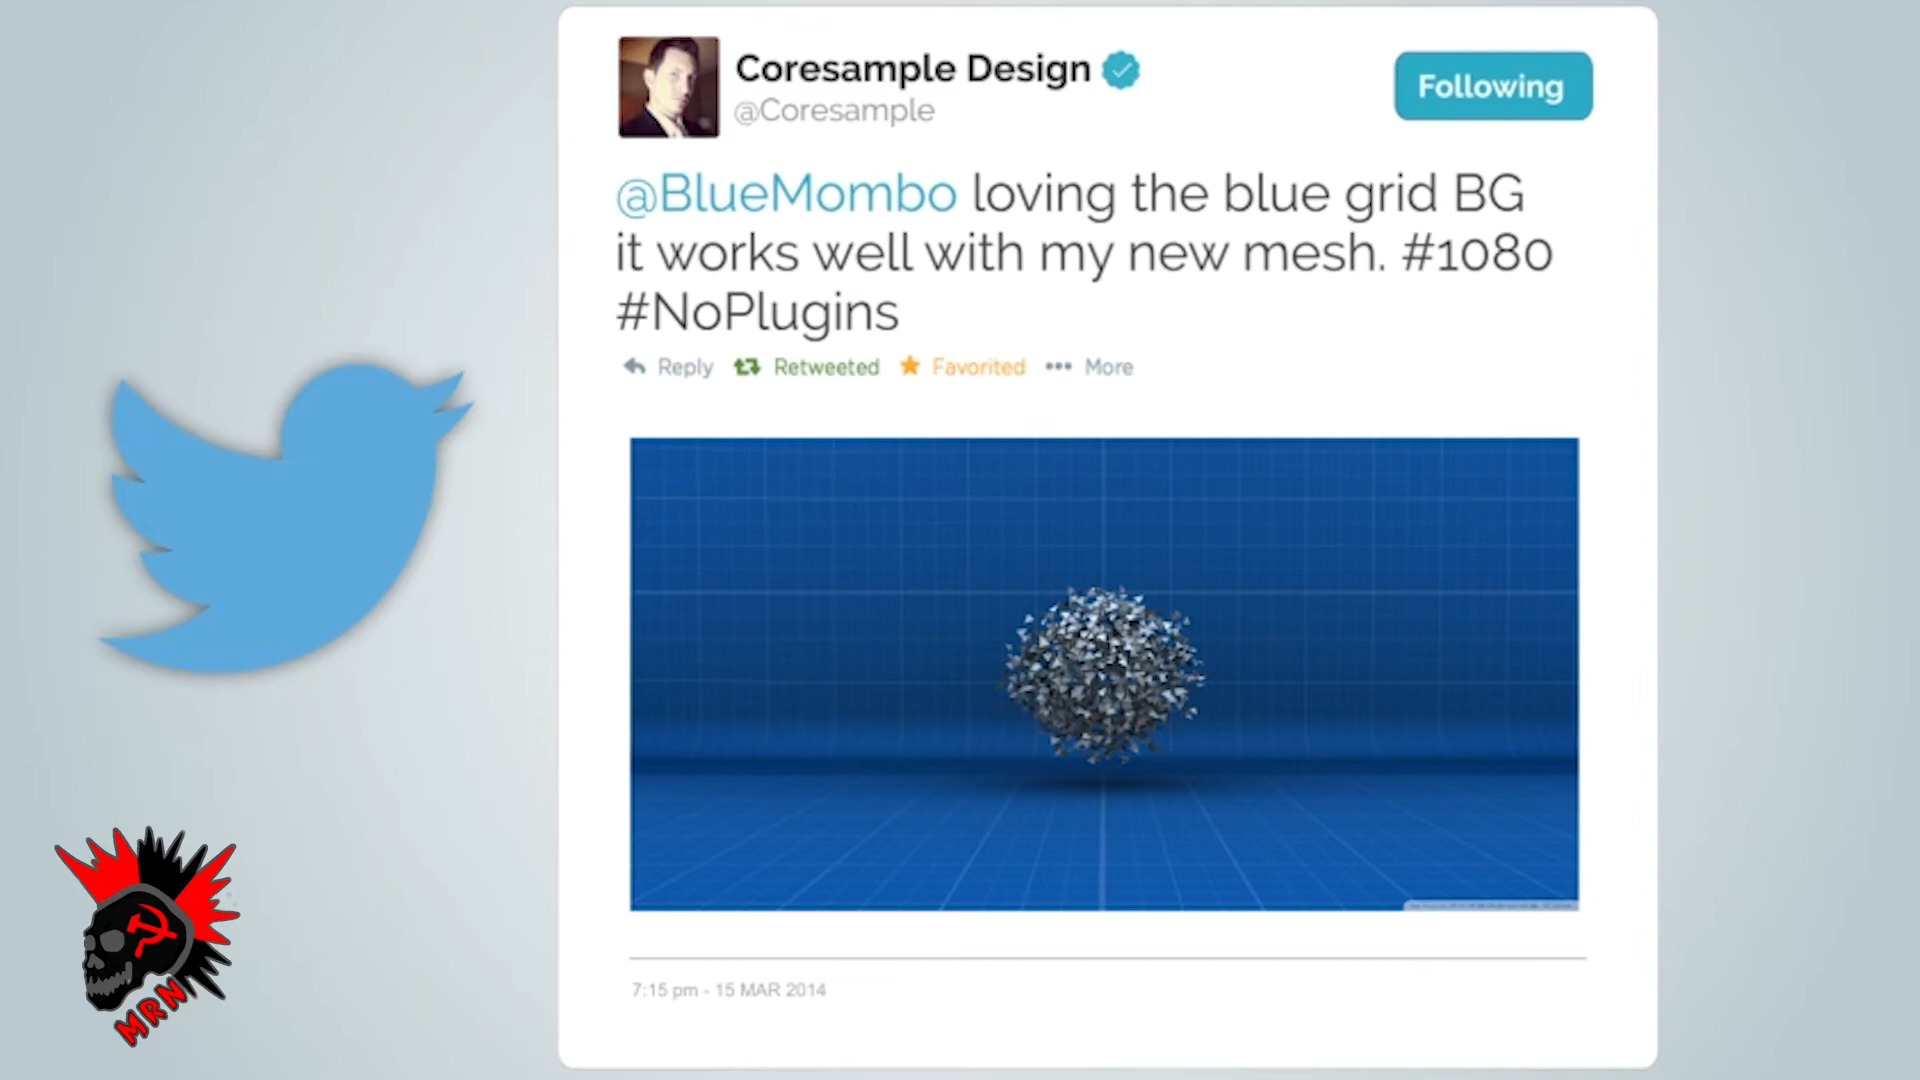 Coresample Design
@Coresample
Following
@BlueMombo loving the blue grid BG
it works well with my new mesh. #1080
#NoPlugins
Reply Retweeted Favorited More
7:15 pm - 15 MAR 2014
MRN